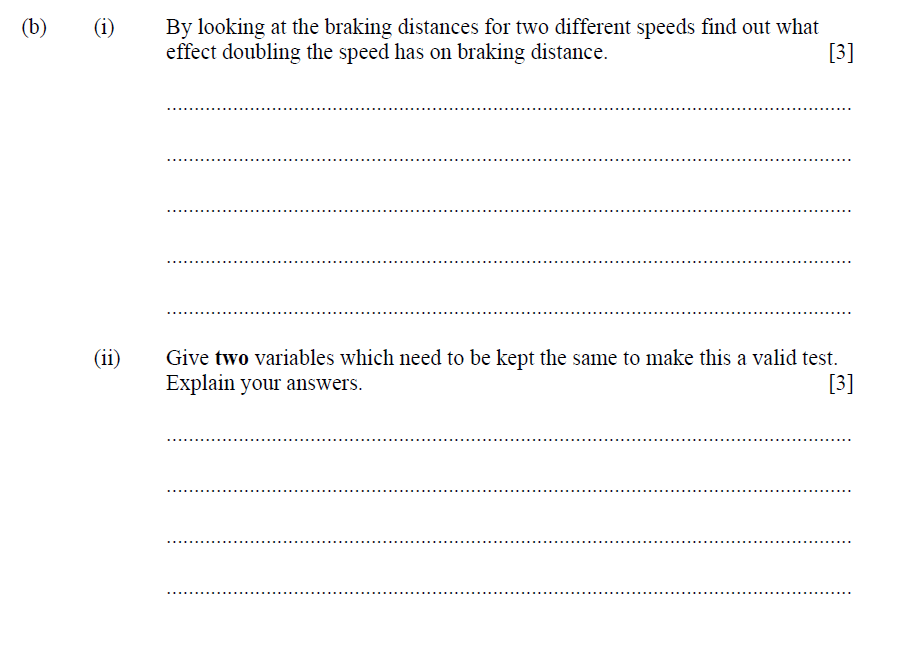 (b) (i) By looking at the braking distances for two different speeds find out what
effect doubling the speed has on braking distance. [3]
(ii) Give two variables which need to be kept the same to make this a valid test.
Explain your answers. [3]